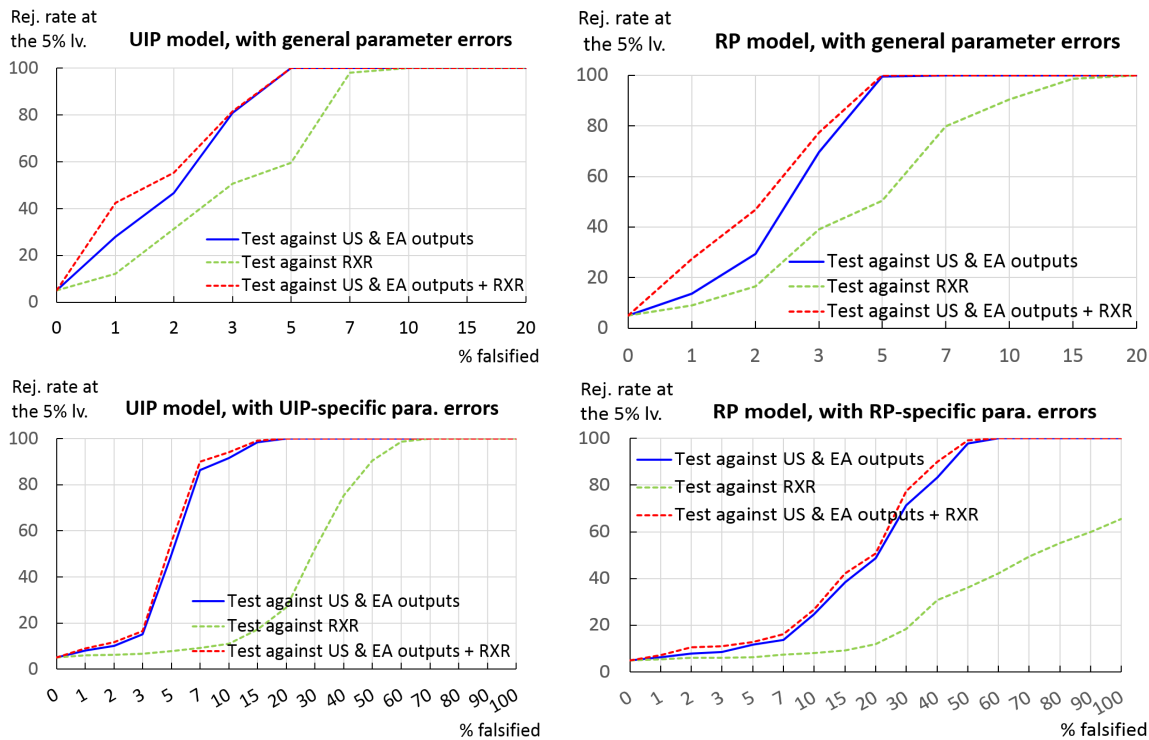 Rej. rate at
the 5% lv.
UIP model, with general parameter errors
100
80
60
40
20
0
Test against US & EA outputs
Test against RXR
Test against US & EA outputs + RXR
0 1 2 3 5 7 10 15 20
% falsified
Rej. rate at
the 5% lv.
RP model, with general parameter errors
100
80
60
40
20
0
Test against US & EA outputs
Test against RXR
Test against US & EA outputs + RXR
0 1 2 3 5 7 10 15 20
Rej. rate at
the 5% lv.
UIP model, with UIP-specific para. errors
100
80
60
40
20
0
Test against US & EA outputs
Test against RXR
Test against US & EA outputs + RXR
0 1 2 3 5 7 10 15 20 30 40 50 60 70 80 90 100
% falsified
Rej. rate at
the 5% lv.
RP model, with RP-specific para. errors
100
80
60
40
20
0
Test against US & EA outputs
Test against RXR
Test against US & EA outputs + RXR
0 1 2 3 5 7 10 15 20 30 40 50 60 70 80 90 100
% falsified